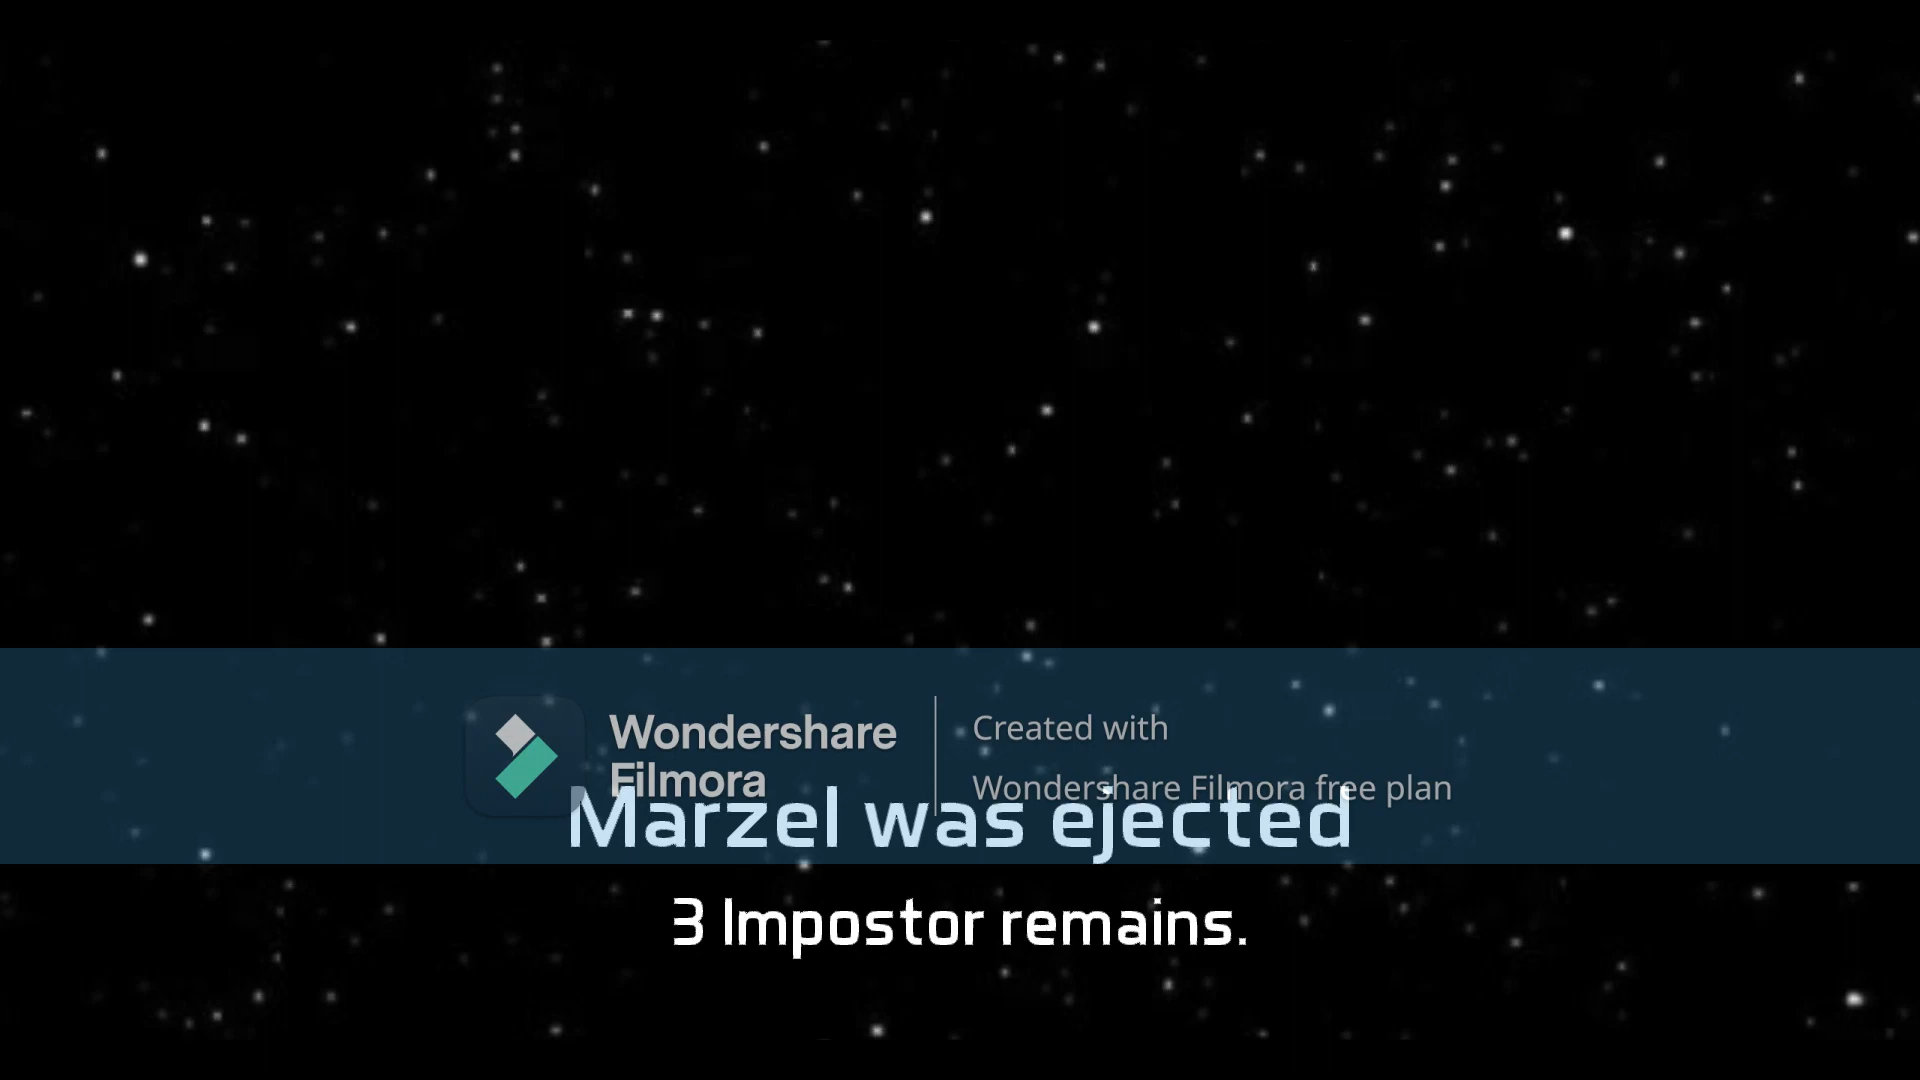 Wondershare
Filmora
Created with
Wondershare Filmora free plan
Marzel was ejected
3 Impostor remains.